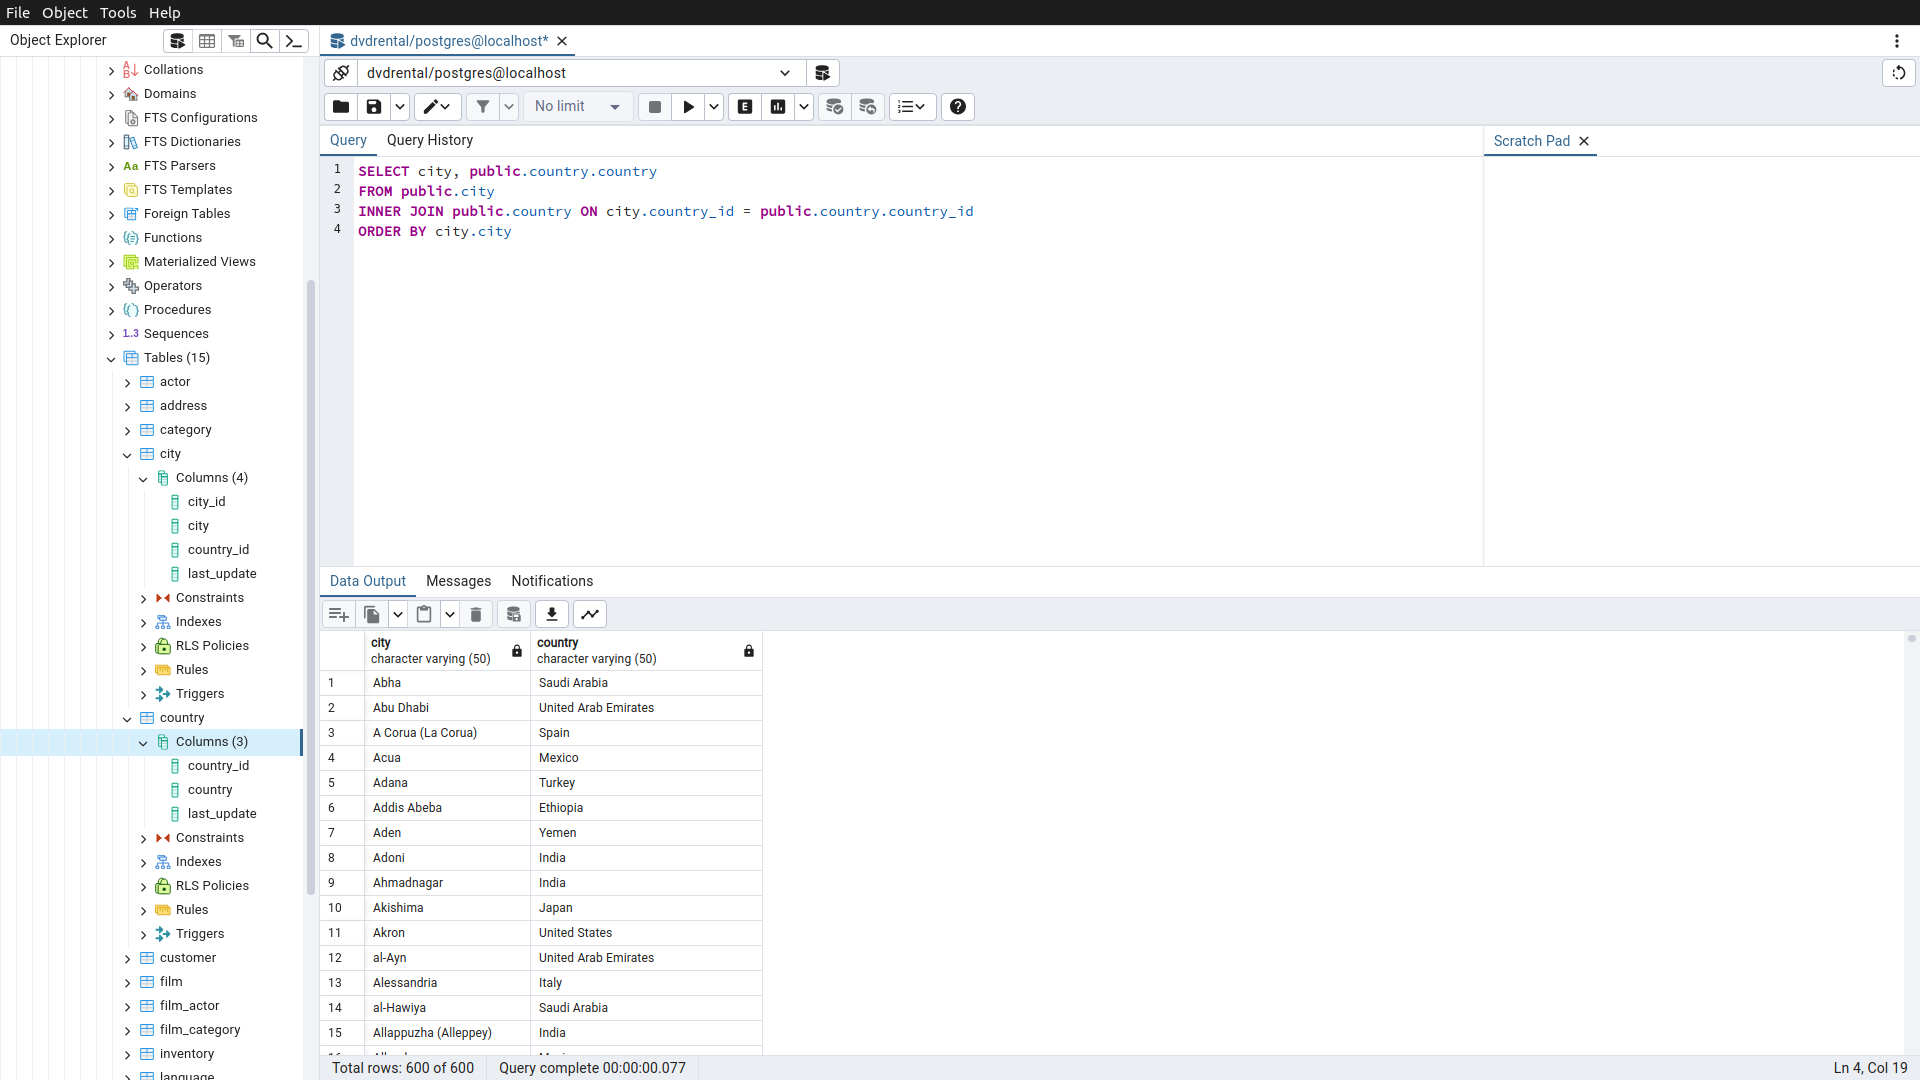 File Object Tools Help
Object Explorer
dvdrental/postgres@localhost*
dvdrental/postgres@localhost
No limit
E
Query Query History
Scratch Pad
1 SELECT city, public.country.country
2 FROM public.city
3 INNER JOIN public.country ON city.country_id = public.country.country_id
4 ORDER BY city.city
Collations
Domains
FTS Configurations
FTS Dictionaries
Aa FTS Parsers
FTS Templates
Foreign Tables
Functions
Materialized Views
Operators
Procedures
1..3 Sequences
Tables (15)
actor
address
category
city
Columns (4)
city_id
city
country_id
last_update
Constraints
Indexes
RLS Policies
Rules
Triggers
country
Columns (3)
country_id
country
last_update
Constraints
Indexes
RLS Policies
Rules
Triggers
customer
film
film_actor
film_category
inventory
language
Data Output Messages Notifications
city country
character varying (50) character varying (50)
1 Abha Saudi Arabia
2 Abu Dhabi United Arab Emirates
3 A Corua (La Corua) Spain
4 Acua Mexico
5 Adana Turkey
6 Addis Abeba Ethiopia
7 Aden Yemen
8 Adoni India
9 Ahmadnagar India
10 Akishima Japan
11 Akron United States
12 al-Ayn United Arab Emirates
13 Alessandria Italy
14 al-Hawiya Saudi Arabia
15 Allappuzha (Alleppey) India
Total rows: 600 of 600 Query complete 00:00:00.077 Ln 4, Col 19